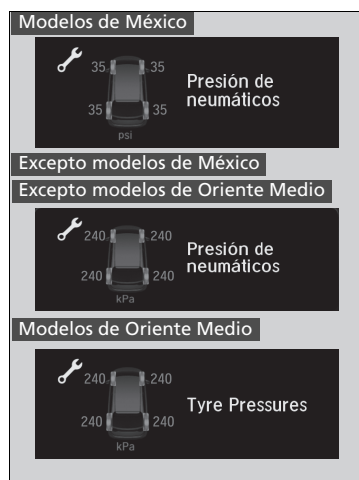 Modelos de México
35 35
Presión de
neumáticos
35 35
psi
Excepto modelos de México
Excepto modelos de Oriente Medio
240 240
Presión de
neumáticos
240 240
kPa
Modelos de Oriente Medio
240 240
Tyre Pressures
240 240
kPa